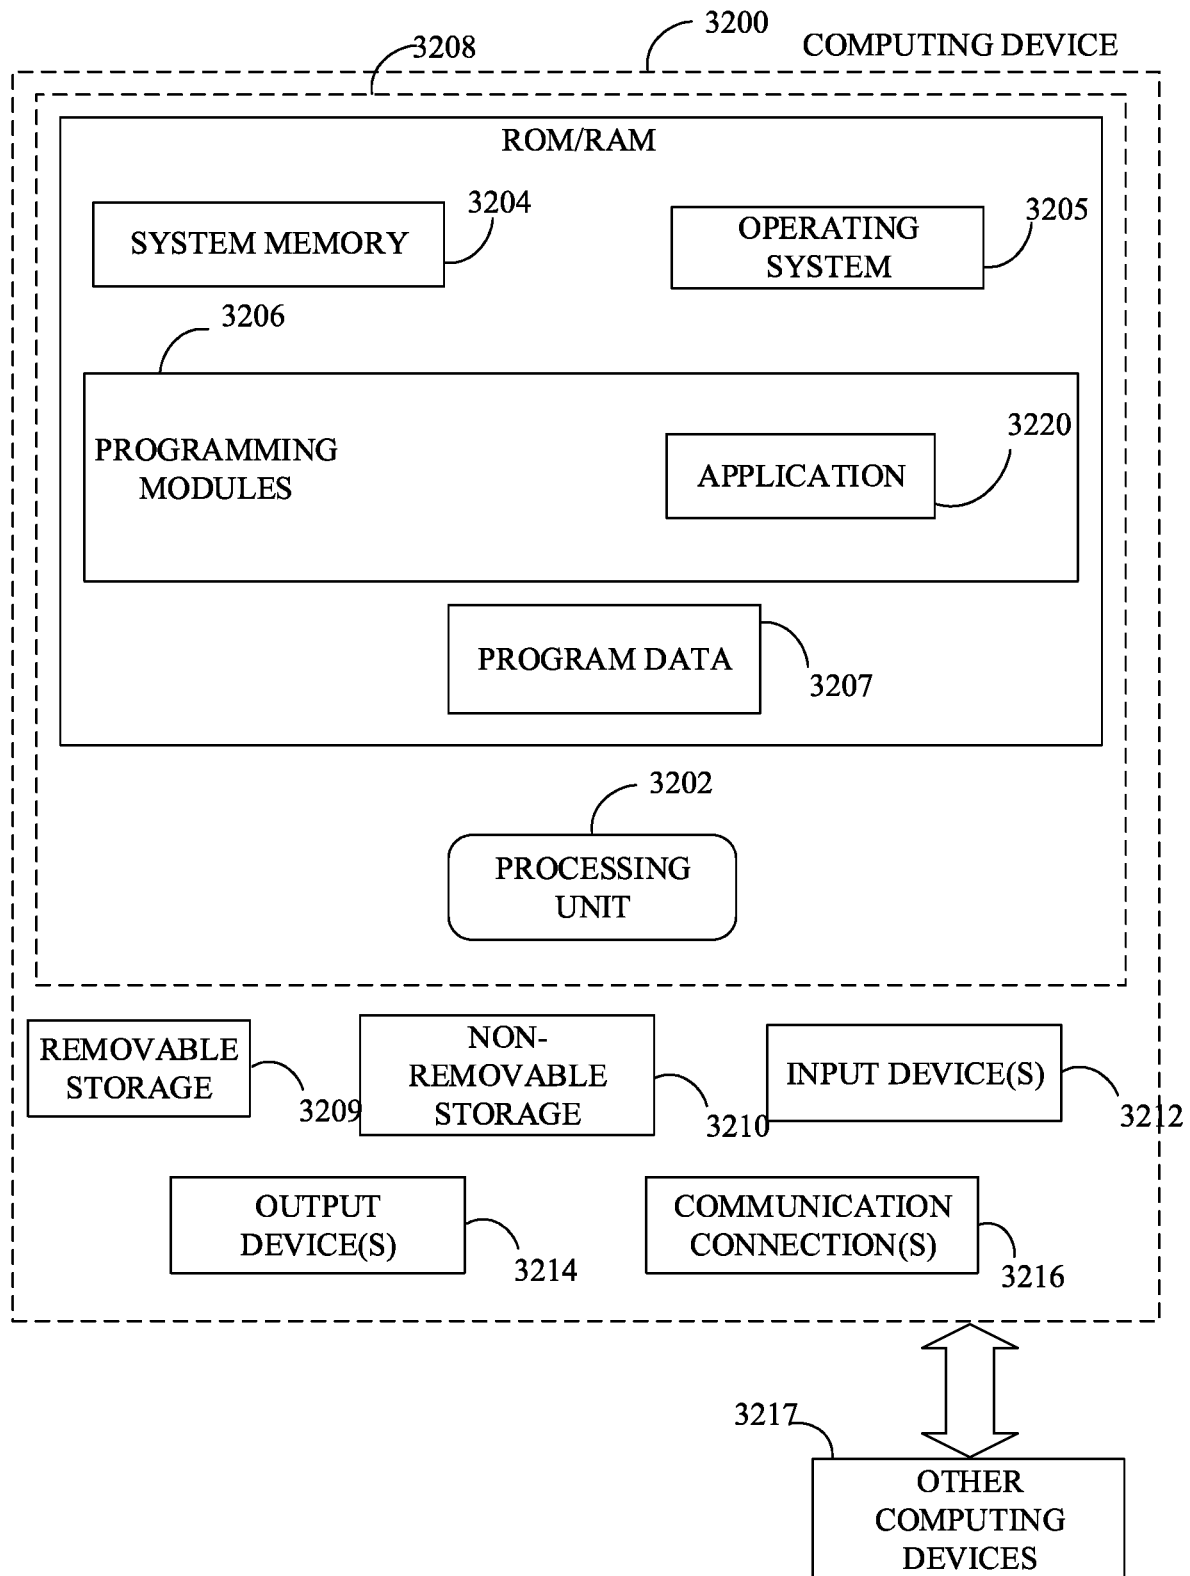 3200
COMPUTING DEVICE
3208
ROM/RAM
3204
SYSTEM MEMORY
3205
OPERATING
SYSTEM
3206
PROGRAMMING
MODULES
3220
APPLICATION
PROGRAM DATA
3207
3202
PROCESSING
UNIT
REMOVABLE
STORAGE
3209
NON-
REMOVABLE
STORAGE
3210
INPUT DEVICE(S)
3212
OUTPUT
DEVICE(S)
3214
COMMUNICATION
CONNECTION(S)
3216
3217
OTHER
COMPUTING
DEVICES